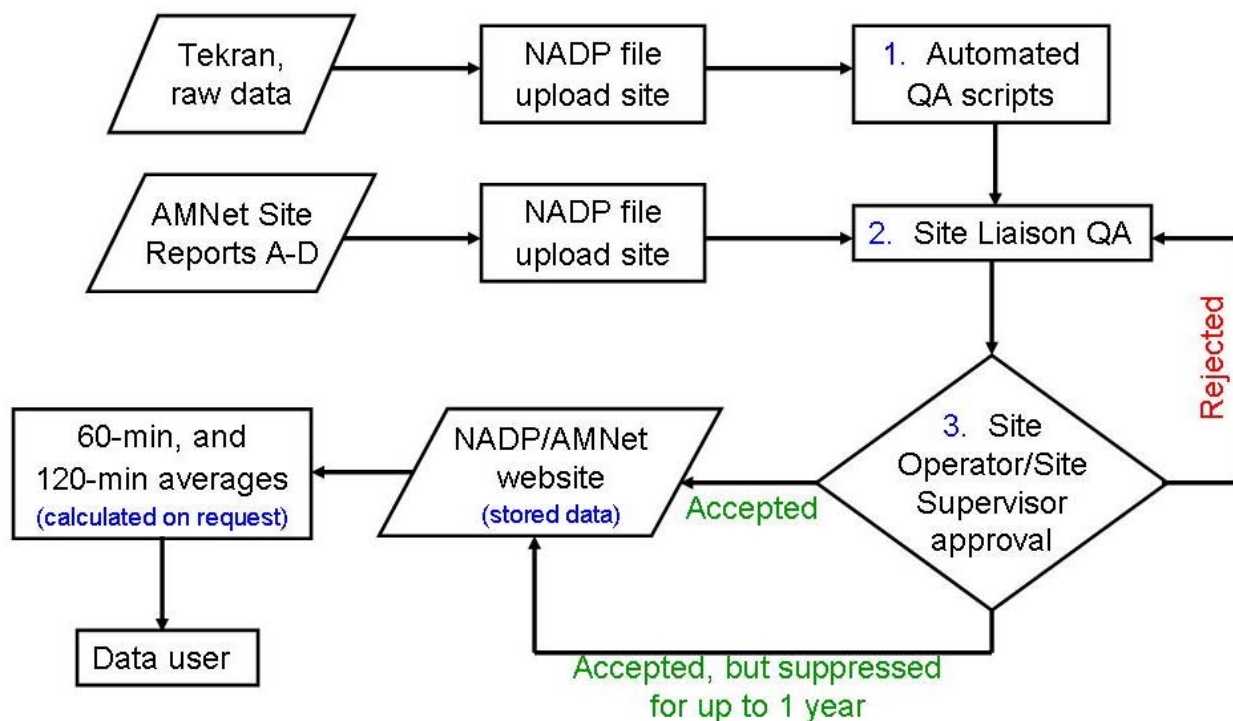 Tekran,
raw data
NADP file
upload site
1. Automated
QA scripts
AMNet Site
Reports A-D
NADP file
upload site
2. Site Liaison QA
Rejected
3. Site
Operator/Site
Supervisor
approval
Accepted
NADP/AMNet
website
(stored data)
60-min, and
120-min averages
(calculated on request)
Data user
Accepted, but suppressed
for up to 1 year